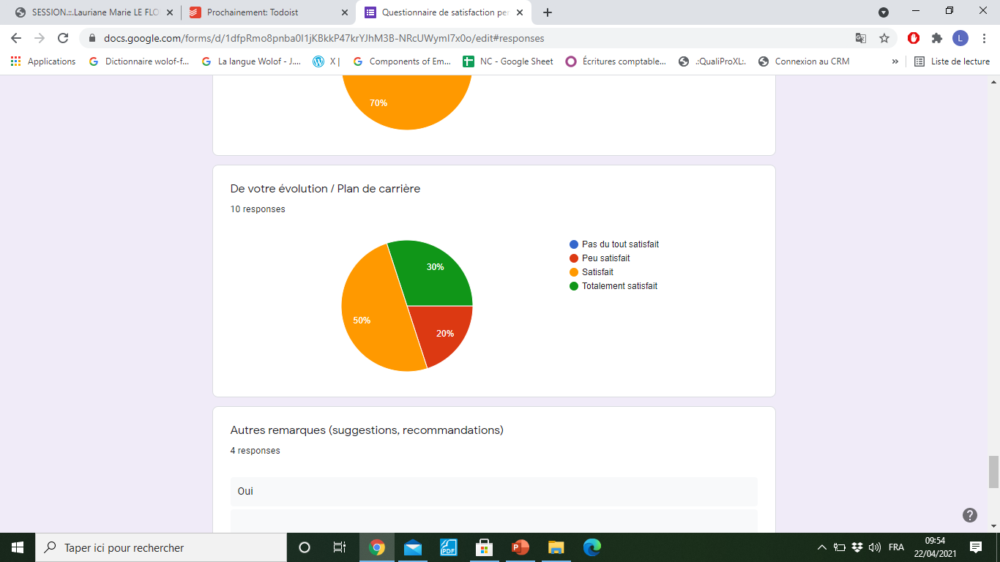 SESSION.::.Lauriane Marie LE FLO
Prochainement: Todoist
Questionnaire de satisfaction per
docs.google.com/forms/d/1dfpRmo8pnba0I1jKBkkP47krYJhM3B-NRcUWymI7x0o/edit#responses
L
Applications
Dictionnaire wolof-f...
La langue Wolof - J....
X |
Components of Em...
NC - Google Sheet
Écritures comptable...
.:QualiProXL:.
Connexion au CRM
»
Liste de lecture
70%
De votre évolution / Plan de carrière
10 responses
30%
50%
20%
Pas du tout satisfait
Peu satisfait
Satisfait
Totalement satisfait
Autres remarques (suggestions, recommandations)
4 responses
Oui
Taper ici pour rechercher
PDF
FRA
09:54
22/04/2021